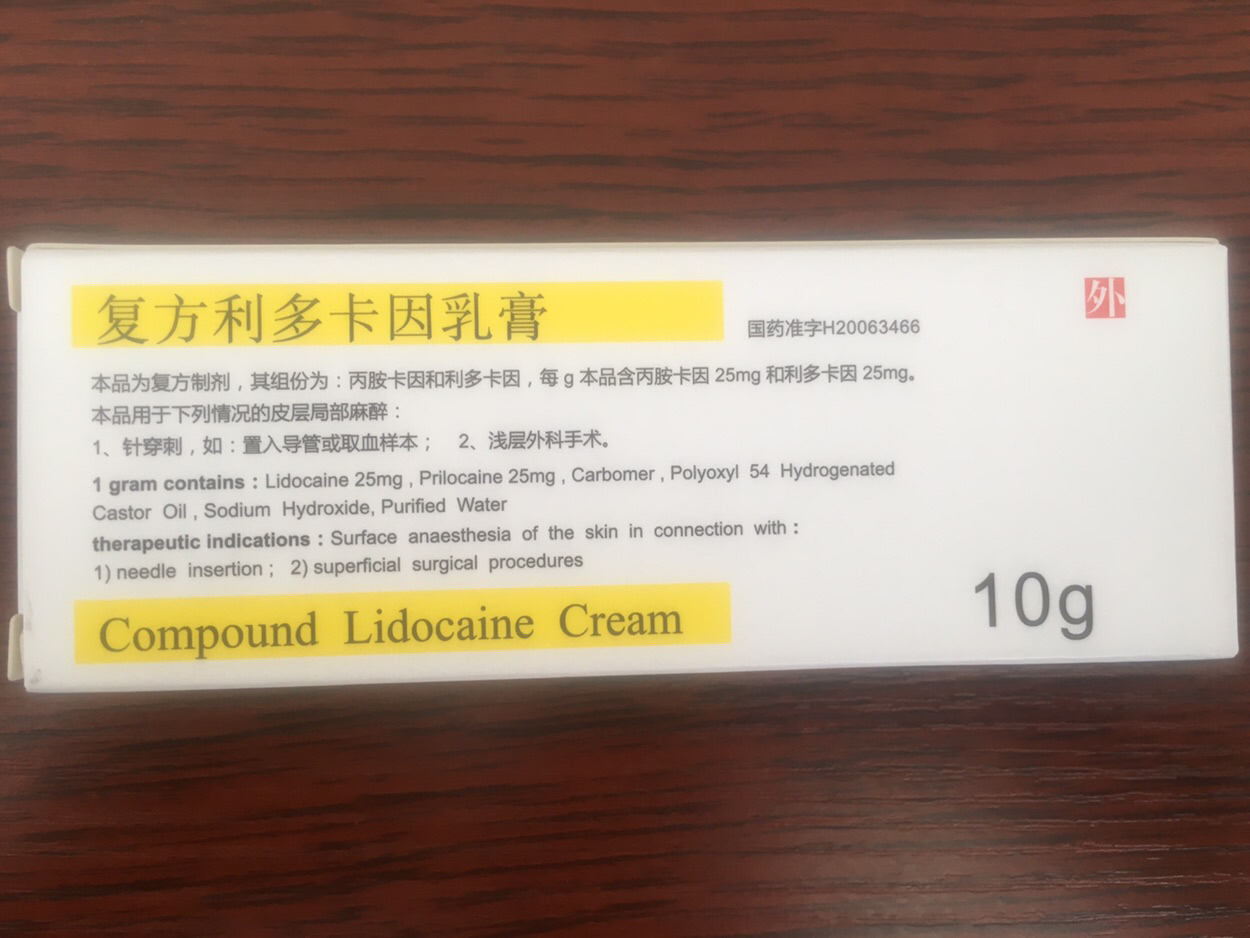 复方利多卡因乳膏
国药准字H20063466
外
本品为复方制剂，其组份为：丙胺卡因和利多卡因，每 g 本品含丙胺卡因 25mg 和利多卡因 25mg。
本品用于下列情况的皮层局部麻醉：
1、针穿刺，如：置入导管或取血样本； 2、浅层外科手术。
1 gram contains : Lidocaine 25mg , Prilocaine 25mg , Carbomer , Polyoxyl 54 Hydrogenated
Castor Oil , Sodium Hydroxide, Purified Water
therapeutic indications : Surface anaesthesia of the skin in connection with :
1) needle insertion ; 2) superficial surgical procedures
Compound Lidocaine Cream
10g